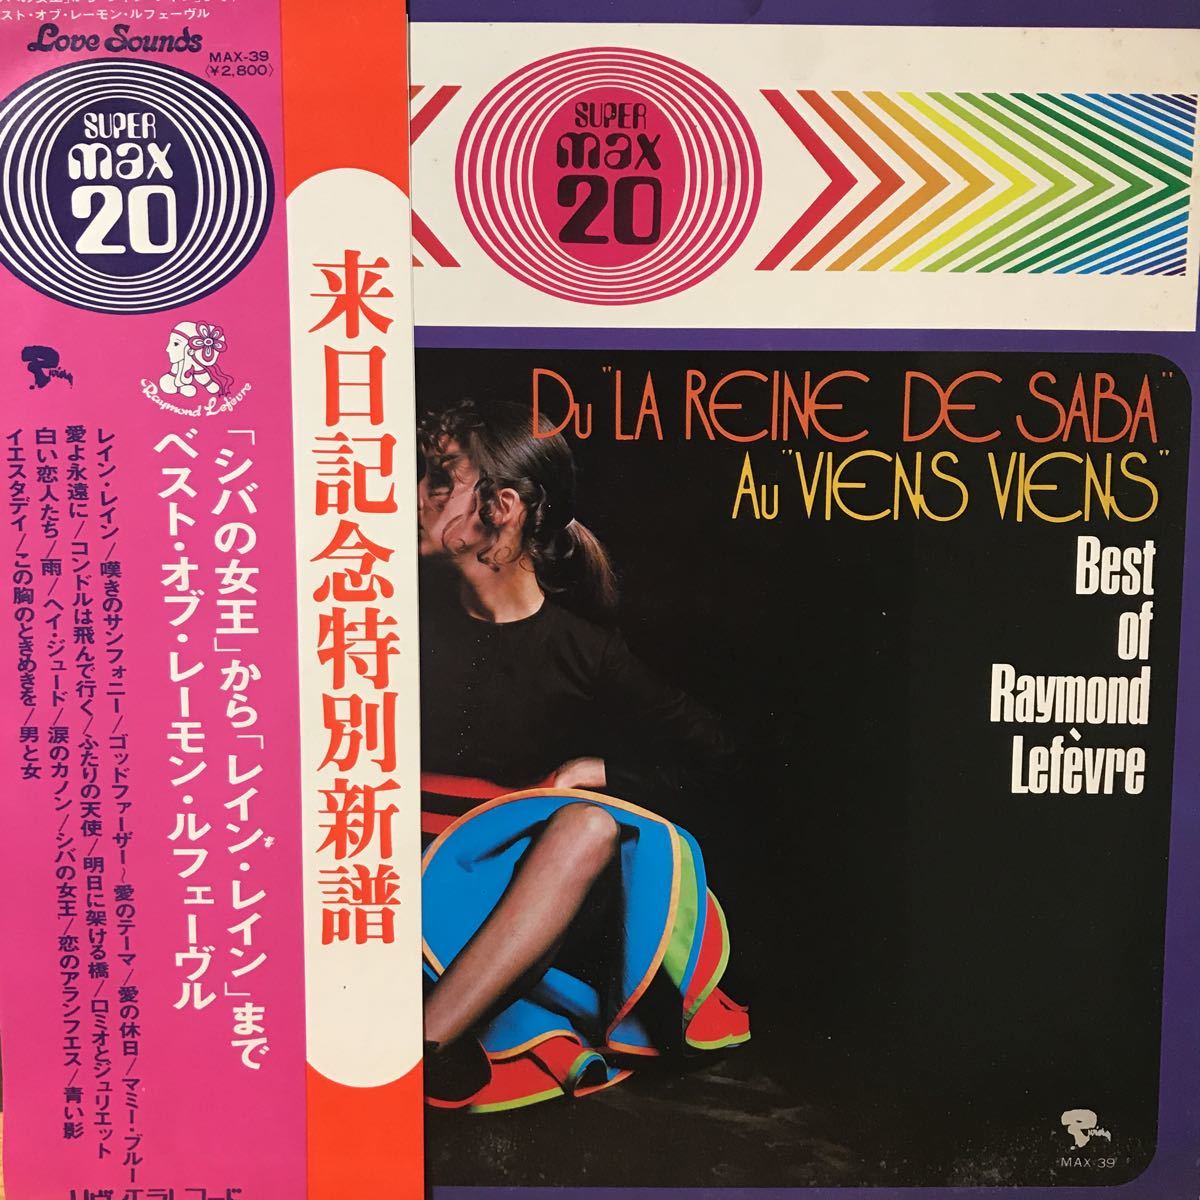 ト・オブ・レーモン・ルフェーヴル
Love Sounds
MAX-39
〈¥2,800〉
SUPER
max
20
Raymond Lefèvre
「シバの女王」から「レイン・レイン」まで
ベスト・オブ・レーモン・ルフェーヴル
レイン・レイン/嘆きのサンフォニー/ゴッドファーザー~愛のテーマ/愛の休日/マミー・ブルー
愛よ永遠に/コンドルは飛んで行く/ふたりの天使/明日に架ける橋/ロミオとジュリエット
白い恋人たち/雨/ヘイ・ジュード/涙のカノン/シバの女王/恋のアランフェス/青い影
イエスタデイ/この胸のときめきを/男と女
来日記念特別新譜
SUPER
max
20
Du "LA REINE DE SABA"
Au "VIENS VIENS"
Best
of
Raymond
Lefèvre
Riviera
MAX 39